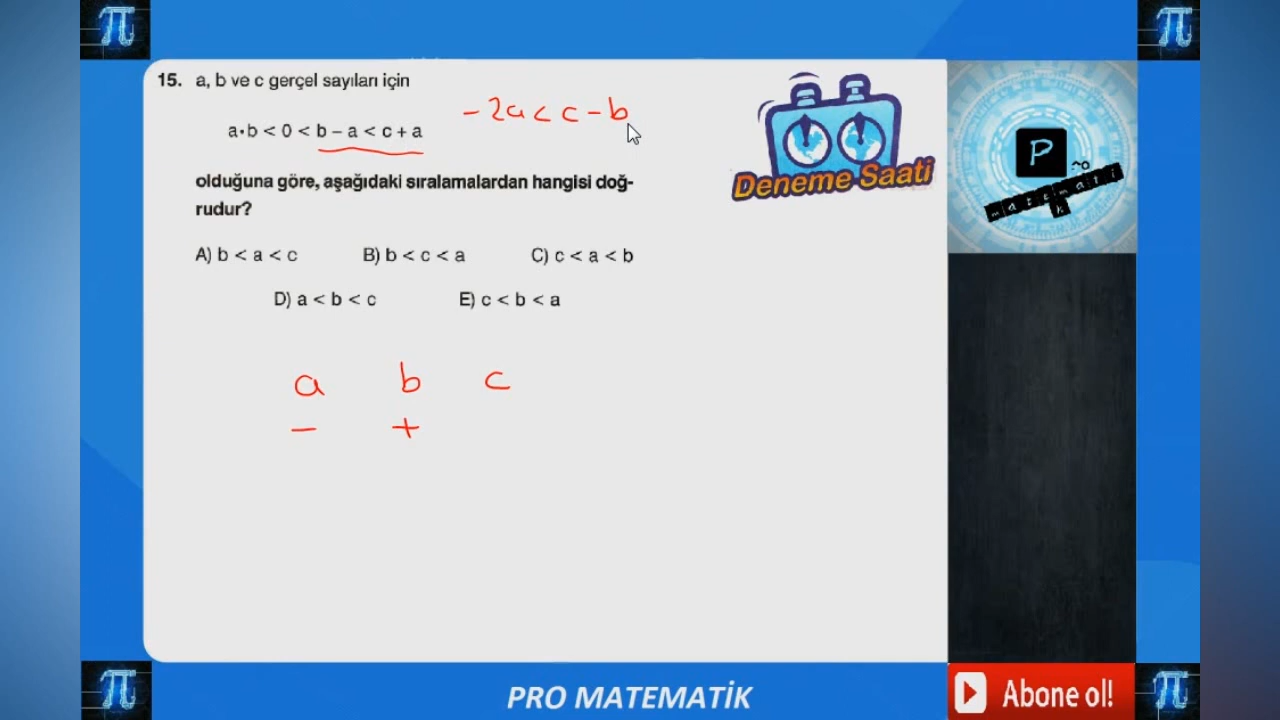 15. a, b ve c gerçel sayıları için
a•b < 0 < b – a < c + a
- 2a < c - b
olduğuna göre, aşağıdaki sıralamalardan hangisi doğ-
rudur?
A) b < a < c B) b < c < a C) c < a < b
D) a < b < c E) c < b < a
a b c
- +
Deneme Saati
P
matematik
PRO MATEMATİK
Abone ol!
π
π
π
π